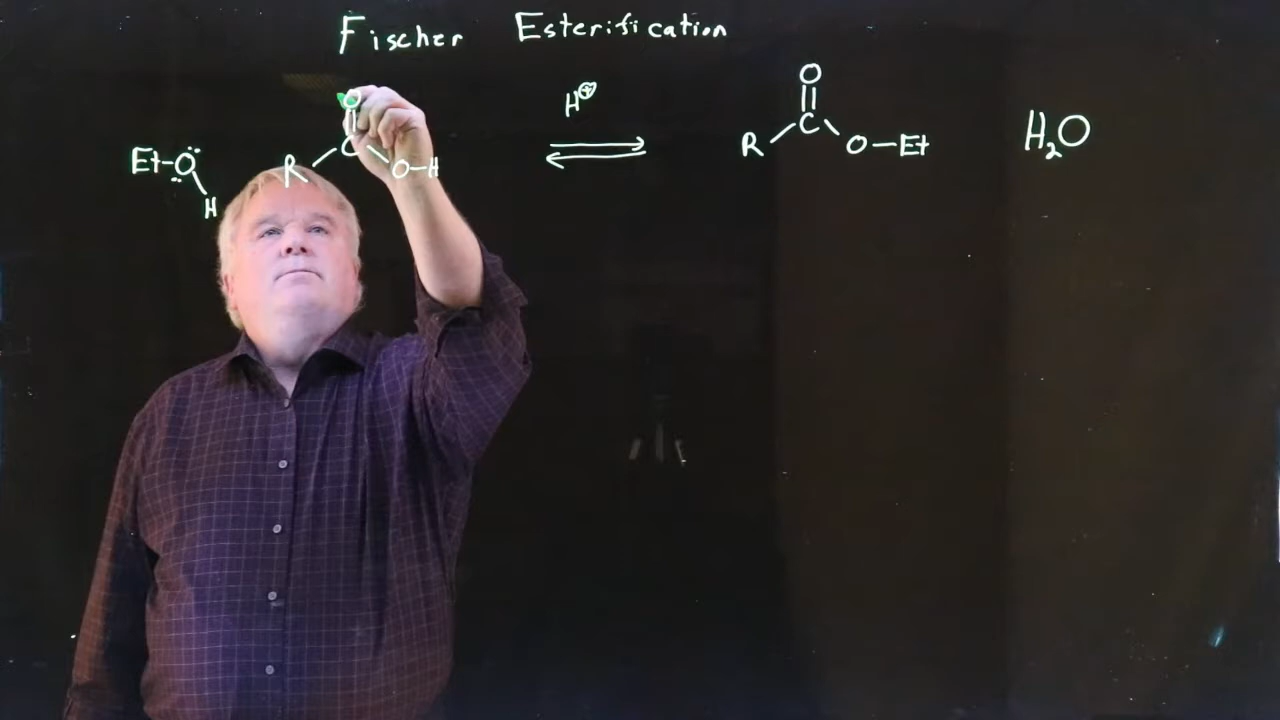 Fischer Esterification
O H⊕ O
Et-Ö: R C O-H ⇌ R C O-Et H₂O
H